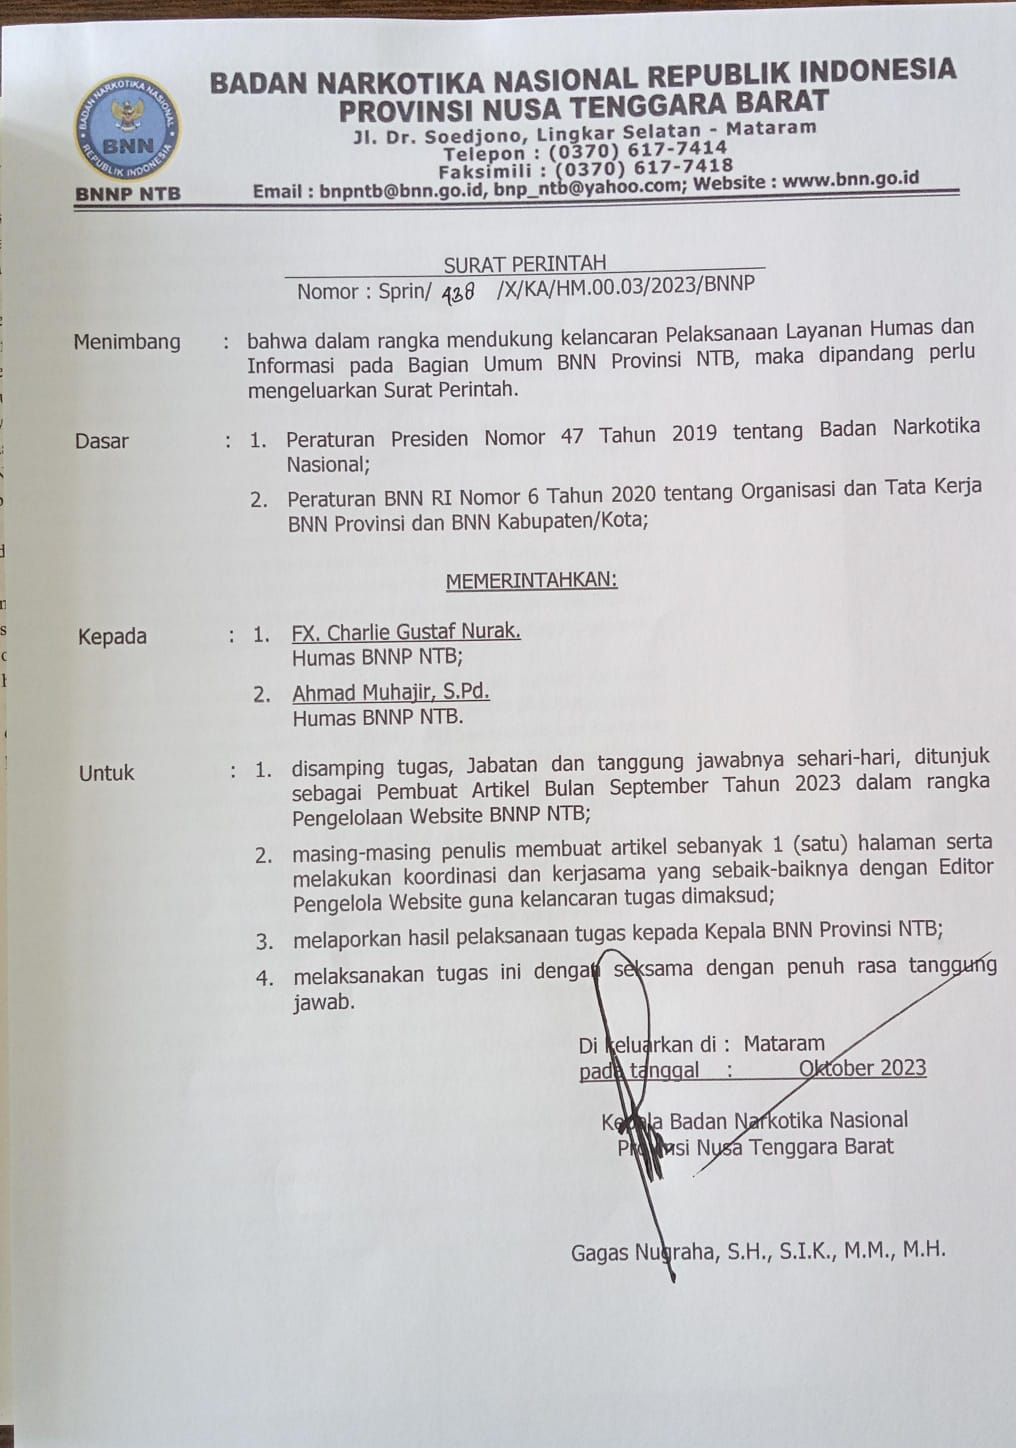 BADAN NARKOTIKA NASIONAL REPUBLIK INDONESIA
PROVINSI NUSA TENGGARA BARAT
Jl. Dr. Soedjono, Lingkar Selatan - Mataram
Telepon : (0370) 617-7414
Faksimili : (0370) 617-7418
Email : bnpntb@bnn.go.id, bnp_ntb@yahoo.com; Website : www.bnn.go.id
BADAN NARKOTIKA NASIONAL
BNN
REPUBLIK INDONESIA
BNNP NTB
SURAT PERINTAH
Nomor : Sprin/ 938 /X/KA/HM.00.03/2023/BNNP
Menimbang : bahwa dalam rangka mendukung kelancaran Pelaksanaan Layanan Humas dan
Informasi pada Bagian Umum BNN Provinsi NTB, maka dipandang perlu
mengeluarkan Surat Perintah.
Dasar : 1. Peraturan Presiden Nomor 47 Tahun 2019 tentang Badan Narkotika
Nasional;
2. Peraturan BNN RI Nomor 6 Tahun 2020 tentang Organisasi dan Tata Kerja
BNN Provinsi dan BNN Kabupaten/Kota;
MEMERINTAHKAN:
Kepada : 1. FX. Charlie Gustaf Nurak.
Humas BNNP NTB;
2. Ahmad Muhajir, S.Pd.
Humas BNNP NTB.
Untuk : 1. disamping tugas, Jabatan dan tanggung jawabnya sehari-hari, ditunjuk
sebagai Pembuat Artikel Bulan September Tahun 2023 dalam rangka
Pengelolaan Website BNNP NTB;
2. masing-masing penulis membuat artikel sebanyak 1 (satu) halaman serta
melakukan koordinasi dan kerjasama yang sebaik-baiknya dengan Editor
Pengelola Website guna kelancaran tugas dimaksud;
3. melaporkan hasil pelaksanaan tugas kepada Kepala BNN Provinsi NTB;
4. melaksanakan tugas ini dengan seksama dengan penuh rasa tanggung
jawab.
Di keluarkan di : Mataram
pada tanggal : Oktober 2023
Kepala Badan Narkotika Nasional
Provinsi Nusa Tenggara Barat
Gagas Nugraha, S.H., S.I.K., M.M., M.H.